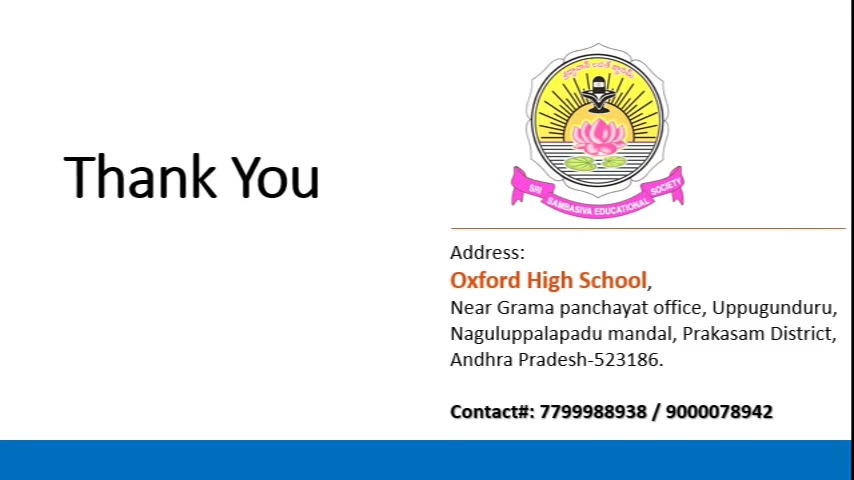 Thank You
SRI SAMBASIVA EDUCATIONAL SOCIETY
Address:
Oxford High School,
Near Grama panchayat office, Uppugunduru,
Naguluppalapadu mandal, Prakasam District,
Andhra Pradesh-523186.
Contact#: 7799988938 / 9000078942